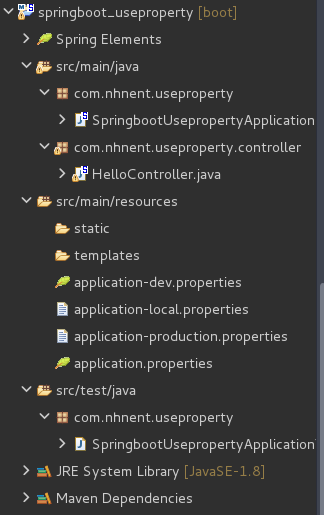 springboot_useproperty [boot]
Spring Elements
src/main/java
com.nhnent.useproperty
SpringbootUsepropertyApplication
com.nhnent.useproperty.controller
HelloController.java
src/main/resources
static
templates
application-dev.properties
application-local.properties
application-production.properties
application.properties
src/test/java
com.nhnent.useproperty
SpringbootUsepropertyApplication
JRE System Library [JavaSE-1.8]
Maven Dependencies